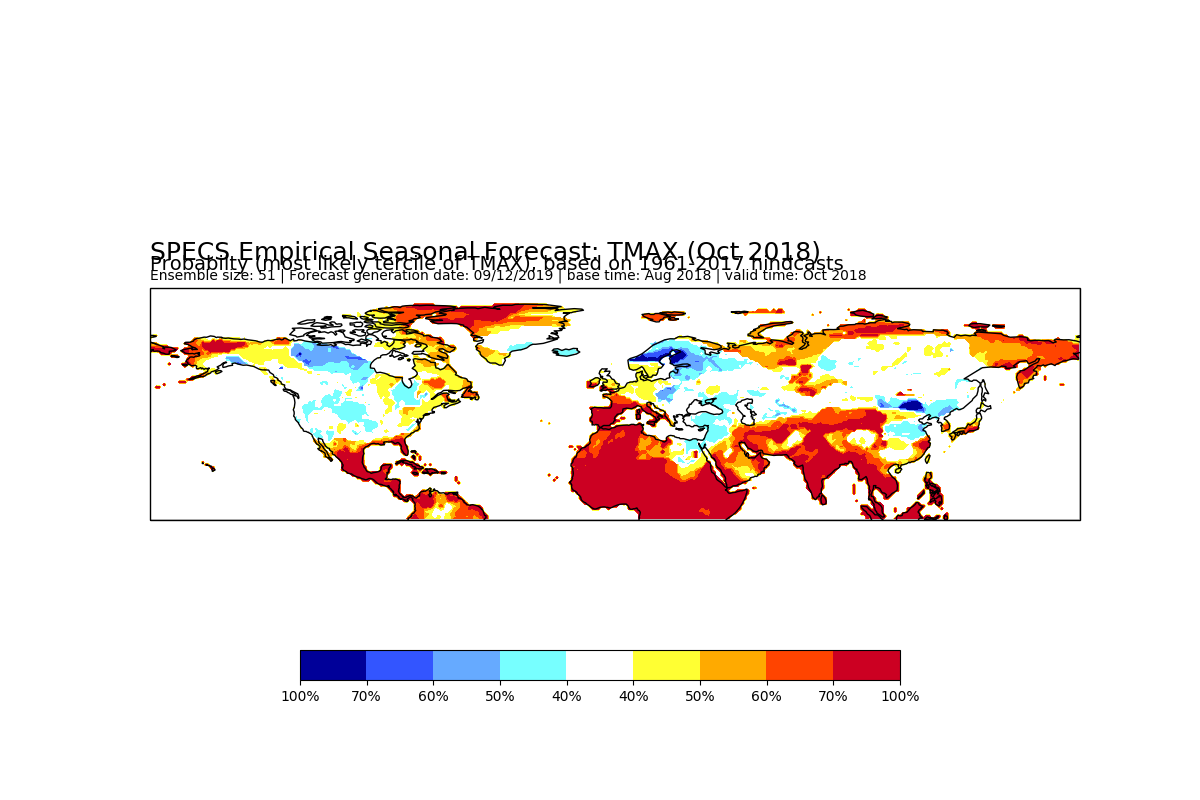 SPECS Empirical Seasonal Forecast: TMAX (Oct 2018)
Probabilty (most likely tercile of TMAX), based on 1961-2017 hindcasts
Ensemble size: 51 | Forecast generation date: 09/12/2019 | base time: Aug 2018 | valid time: Oct 2018
100% 70% 60% 50% 40% 40% 50% 60% 70% 100%